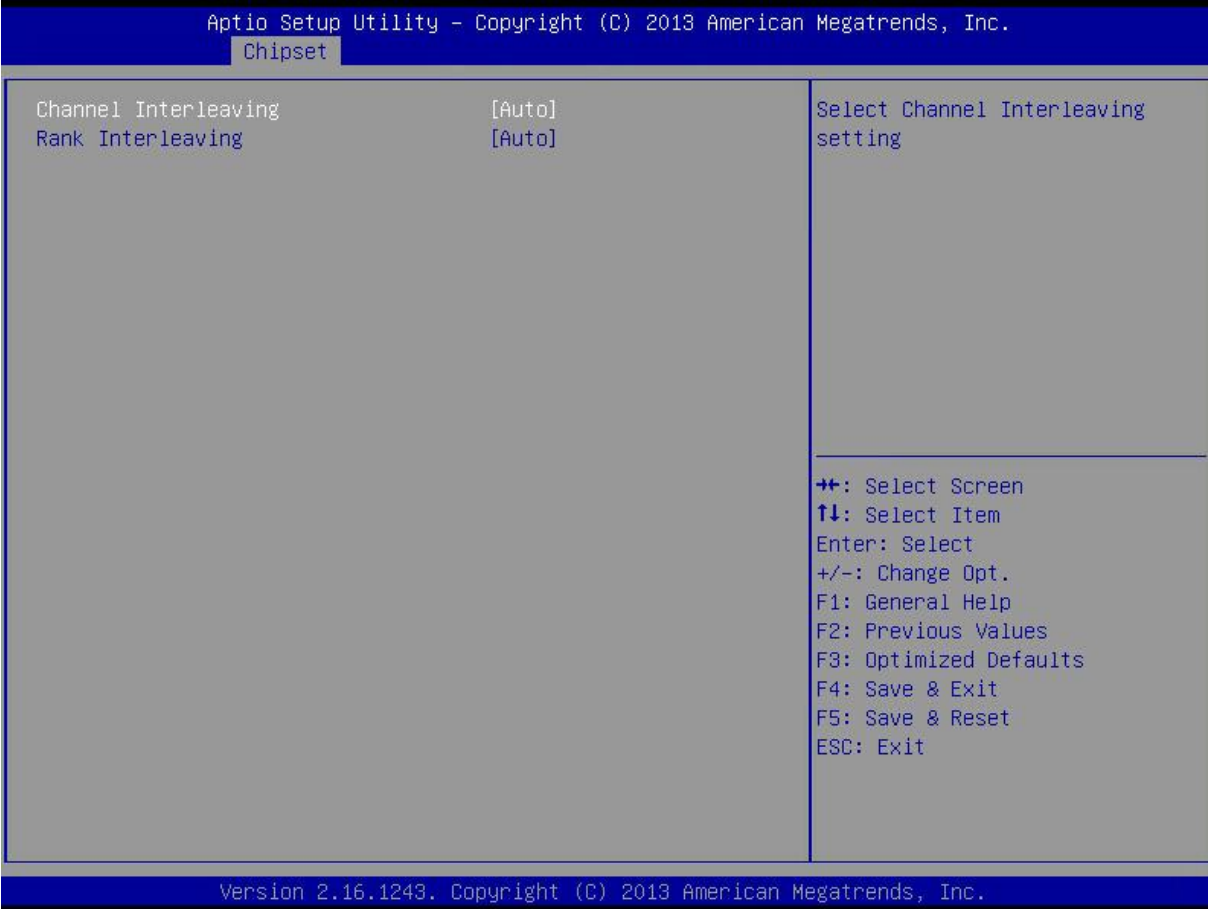 Aptio Setup Utility – Copyright (C) 2013 American Megatrends, Inc.
Chipset
Channel Interleaving [Auto]
Rank Interleaving [Auto]
Select Channel Interleaving
setting
→←: Select Screen
↑↓: Select Item
Enter: Select
+/-: Change Opt.
F1: General Help
F2: Previous Values
F3: Optimized Defaults
F4: Save & Exit
F5: Save & Reset
ESC: Exit
Version 2.16.1243. Copyright (C) 2013 American Megatrends, Inc.